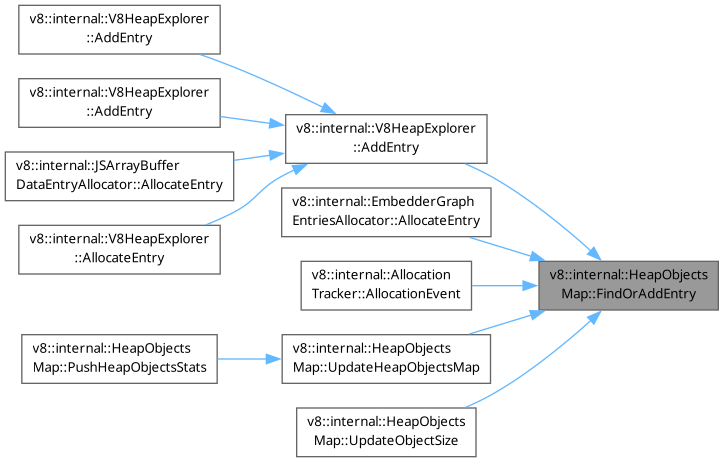 v8::internal::V8HeapExplorer
::AddEntry
v8::internal::V8HeapExplorer
::AddEntry
v8::internal::JSArrayBuffer
DataEntryAllocator::AllocateEntry
v8::internal::V8HeapExplorer
::AllocateEntry
v8::internal::HeapObjects
Map::PushHeapObjectsStats
v8::internal::V8HeapExplorer
::AddEntry
v8::internal::EmbedderGraph
EntriesAllocator::AllocateEntry
v8::internal::Allocation
Tracker::AllocationEvent
v8::internal::HeapObjects
Map::UpdateHeapObjectsMap
v8::internal::HeapObjects
Map::UpdateObjectSize
v8::internal::HeapObjects
Map::FindOrAddEntry